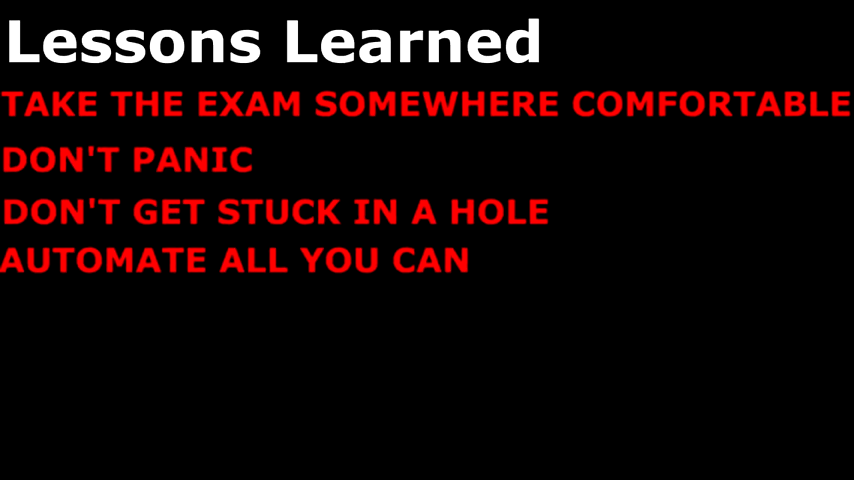 Lessons Learned
TAKE THE EXAM SOMEWHERE COMFORTABLE
DON'T PANIC
DON'T GET STUCK IN A HOLE
AUTOMATE ALL YOU CAN